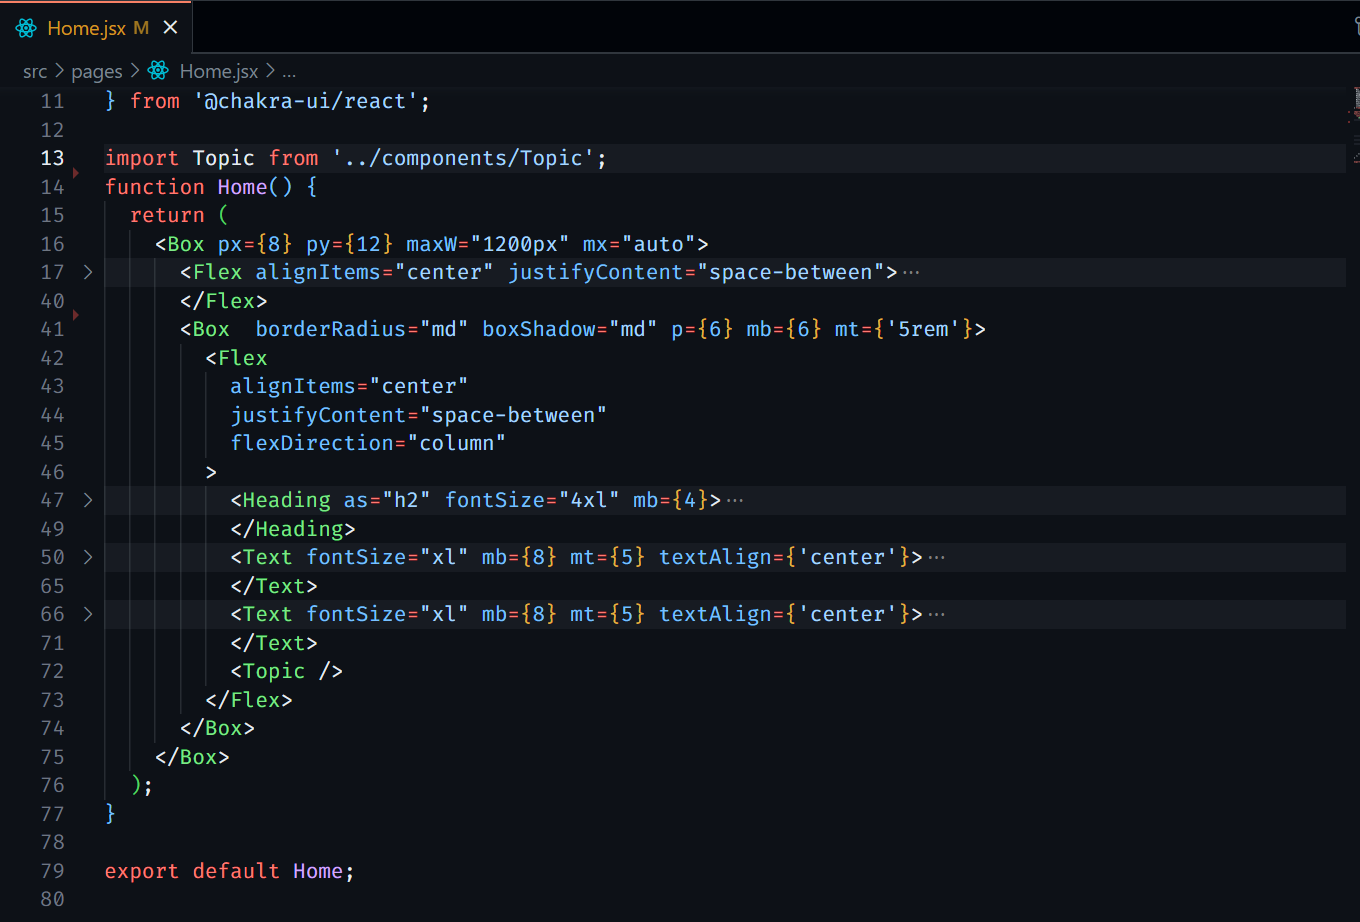 Home.jsx M
src > pages > Home.jsx > ...
11 } from '@chakra-ui/react';
12
13 import Topic from '../components/Topic';
14 function Home() {
15 return (
16 <Box px={8} py={12} maxW="1200px" mx="auto">
17 <Flex alignItems="center" justifyContent="space-between">···
40 </Flex>
41 <Box  borderRadius="md" boxShadow="md" p={6} mb={6} mt={'5rem'}>
42 <Flex
43 alignItems="center"
44 justifyContent="space-between"
45 flexDirection="column"
46 >
47 <Heading as="h2" fontSize="4xl" mb={4}>···
49 </Heading>
50 <Text fontSize="xl" mb={8} mt={5} textAlign={'center'}>···
65 </Text>
66 <Text fontSize="xl" mb={8} mt={5} textAlign={'center'}>···
71 </Text>
72 <Topic />
73 </Flex>
74 </Box>
75 </Box>
76 );
77 }
78
79 export default Home;
80